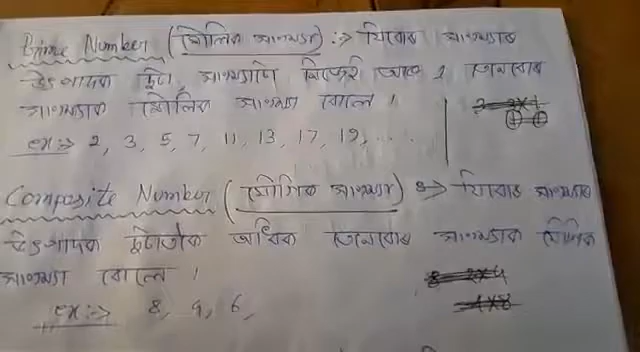 Prime Number (মৌলিক সাংখ্যা) :→ যিবোৰ সাংখ্যাৰ
উৎপাদক দুটা, সাংখ্যাটো নিজেই আৰু 1 তেনেবোৰ
সাংখ্যাক মৌলিক সাংখ্যা বোলে ।
ex :→ 2, 3, 5, 7, 11, 13, 17, 19, ...
Composite Number (যৌগিক সাংখ্যা) :→ যিবোৰ সাংখ্যাৰ
উৎপাদক দুটাতকৈ অধিক তেনেবোৰ সাংখ্যাক যৌগিক
সাংখ্যা বোলে ।
ex :→ 8, 9, 6,